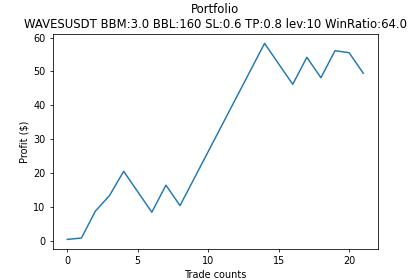 Portfolio
WAVESUSDT BBM:3.0 BBL:160 SL:0.6 TP:0.8 lev:10 WinRatio:64.0
60
50
40
30
20
10
0
Profit ($)
0 5 10 15 20
Trade counts